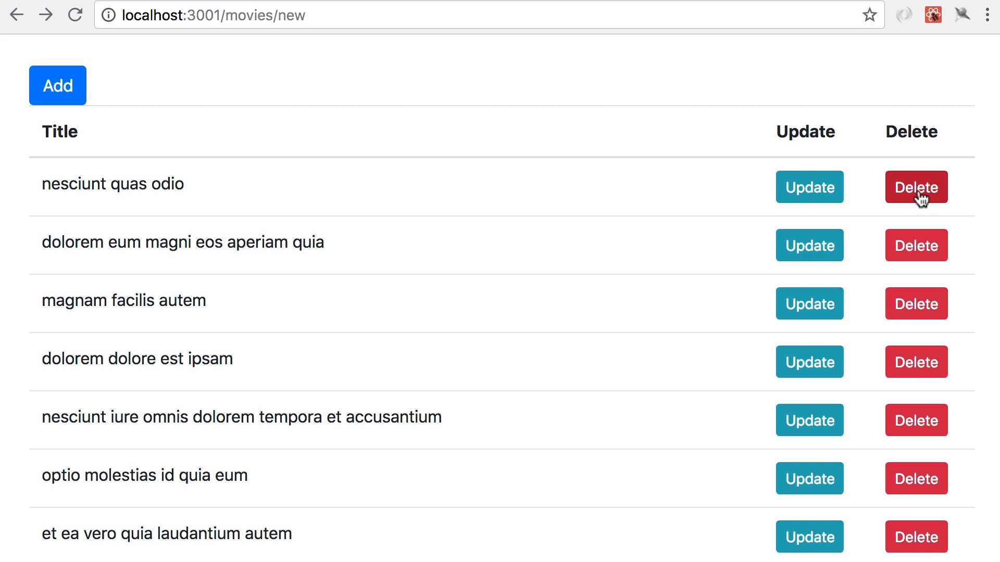 localhost:3001/movies/new
Add
Title Update Delete
nesciunt quas odio Update Delete
dolorem eum magni eos aperiam quia Update Delete
magnam facilis autem Update Delete
dolorem dolore est ipsam Update Delete
nesciunt iure omnis dolorem tempora et accusantium Update Delete
optio molestias id quia eum Update Delete
et ea vero quia laudantium autem Update Delete